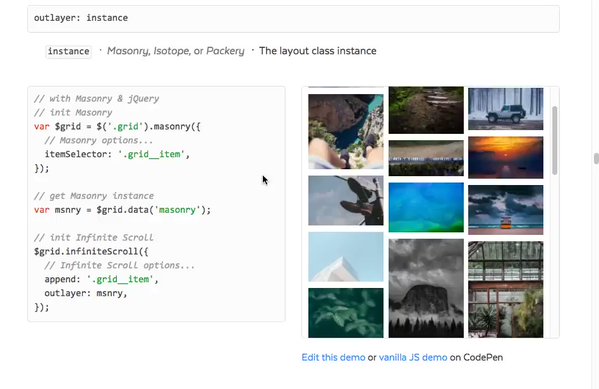 outlayer: instance
instance · Masonry, Isotope, or Packery · The layout class instance
// with Masonry & jQuery
// init Masonry
var $grid = $('.grid').masonry({
  // Masonry options...
  itemSelector: '.grid__item',
});

// get Masonry instance
var msnry = $grid.data('masonry');

// init Infinite Scroll
$grid.infiniteScroll({
  // Infinite Scroll options...
  append: '.grid__item',
  outlayer: msnry,
});
Edit this demo or vanilla JS demo on CodePen